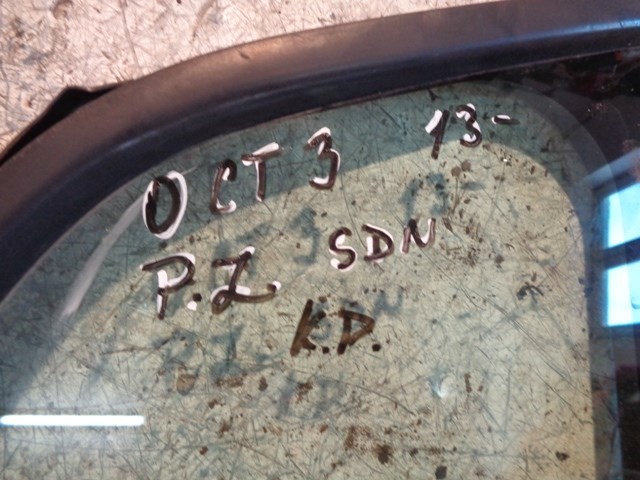 OCT 3 13-
P.Z. SDN
K.D.